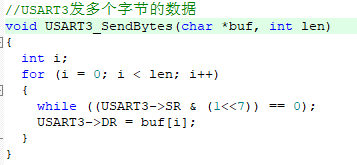 //USART3发多个字节的数据
void USART3_SendBytes(char *buf, int len)
{
  int i;
  for (i = 0; i < len; i++)
  {
    while ((USART3->SR & (1<<7)) == 0);
    USART3->DR = buf[i];
  }
}